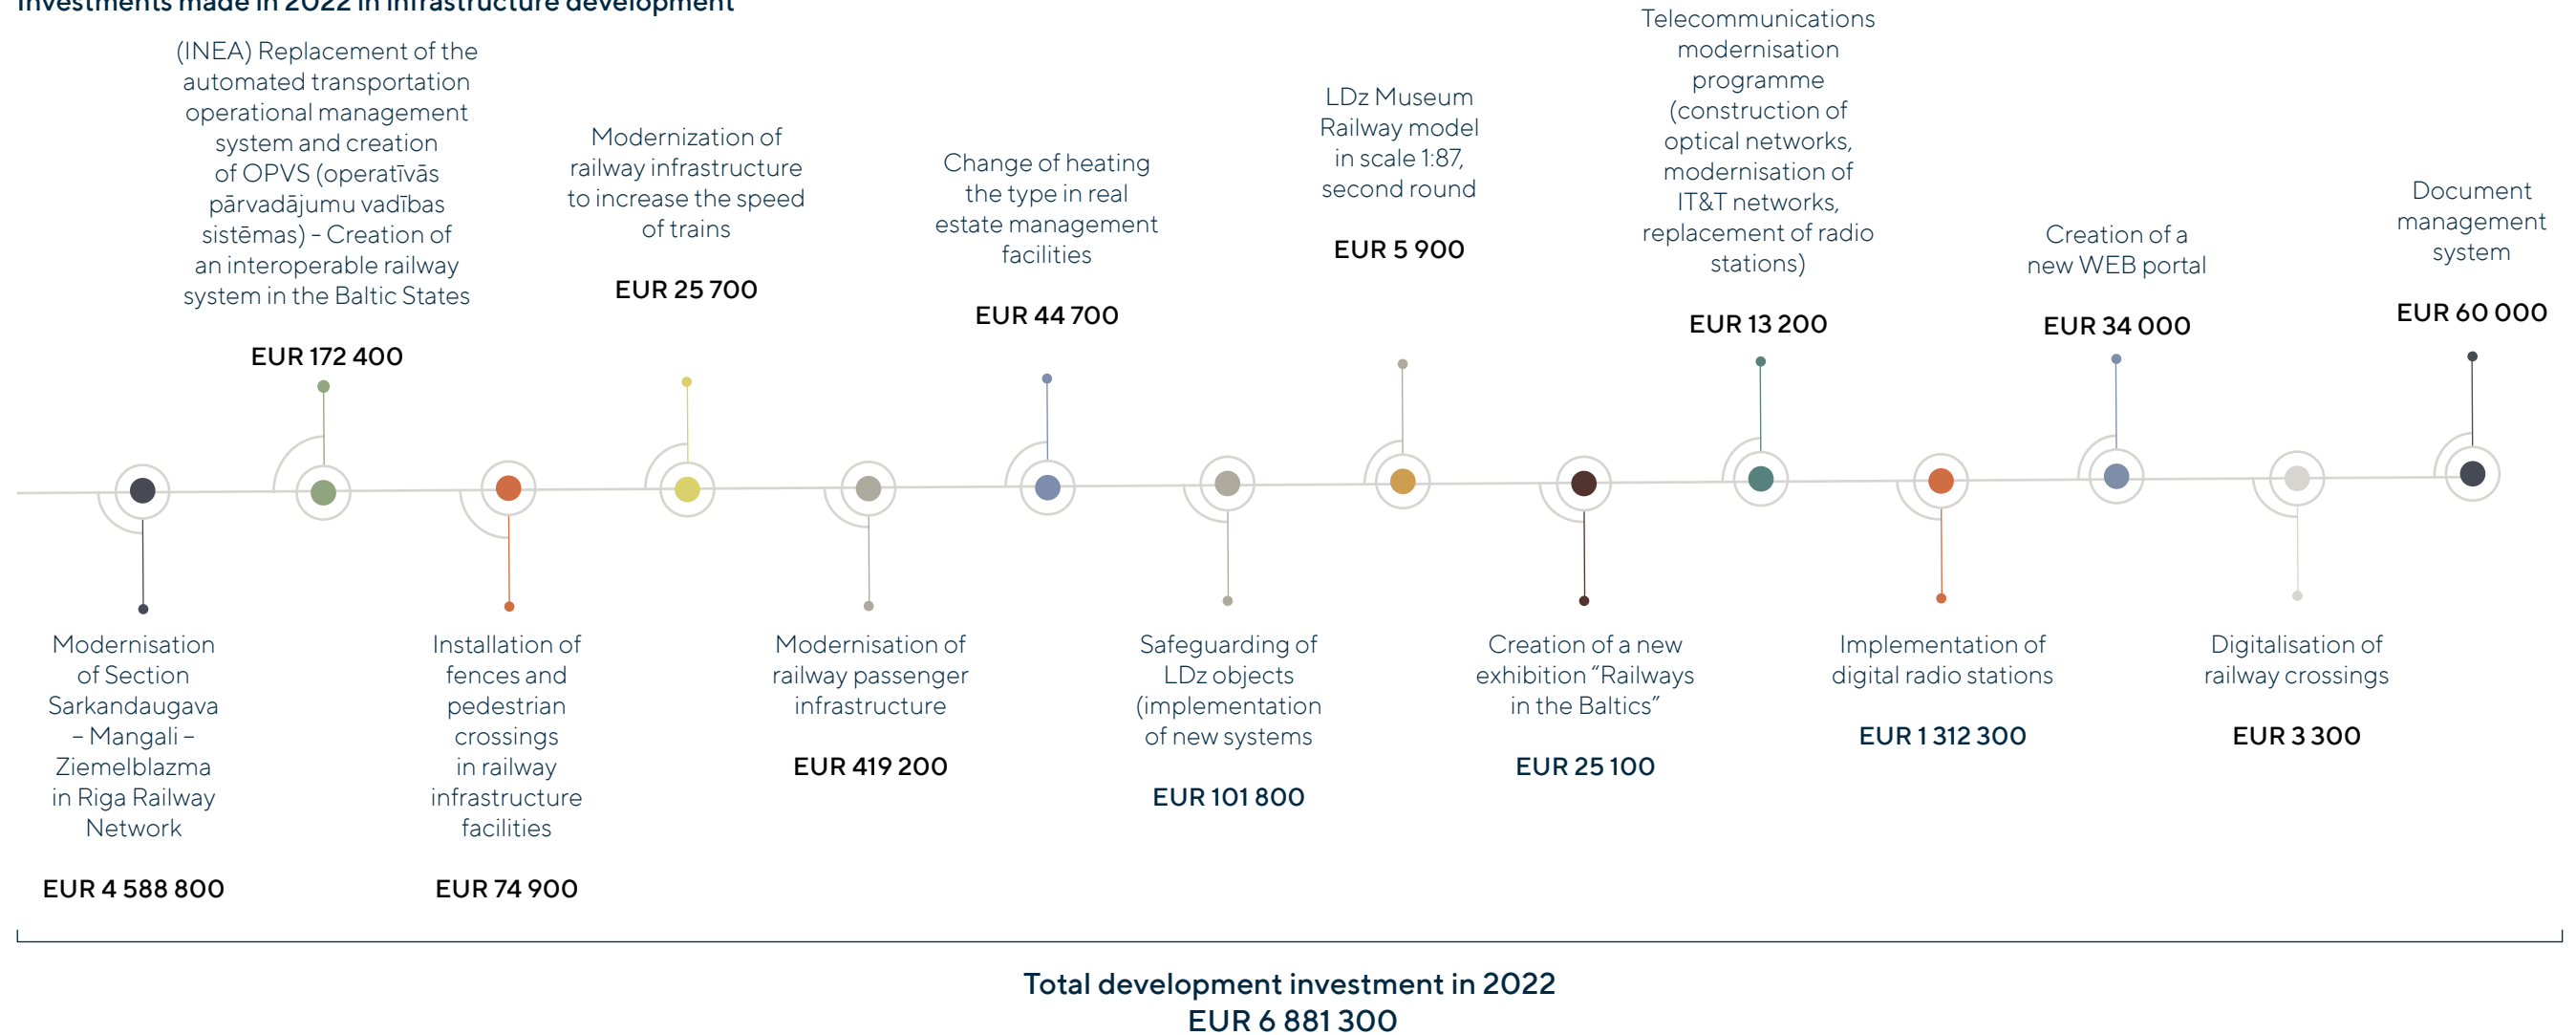 Investments made in 2022 in infrastructure development
(INEA) Replacement of the
automated transportation
operational management
system and creation
of OPVS (operatīvās
pārvadājumu vadības
sistēmas) – Creation of
an interoperable railway
system in the Baltic States
EUR 172 400
Modernization of
railway infrastructure
to increase the speed
of trains
EUR 25 700
Change of heating
the type in real
estate management
facilities
EUR 44 700
LDz Museum
Railway model
in scale 1:87,
second round
EUR 5 900
Telecommunications
modernisation
programme
(construction of
optical networks,
modernisation of
IT&T networks,
replacement of radio
stations)
EUR 13 200
Creation of a
new WEB portal
EUR 34 000
Document
management
system
EUR 60 000
Modernisation
of Section
Sarkandaugava
– Mangali –
Ziemelblazma
in Riga Railway
Network
EUR 4 588 800
Installation of
fences and
pedestrian
crossings
in railway
infrastructure
facilities
EUR 74 900
Modernisation of
railway passenger
infrastructure
EUR 419 200
Safeguarding of
LDz objects
(implementation
of new systems
EUR 101 800
Creation of a new
exhibition “Railways
in the Baltics”
EUR 25 100
Implementation of
digital radio stations
EUR 1 312 300
Digitalisation of
railway crossings
EUR 3 300
Total development investment in 2022
EUR 6 881 300